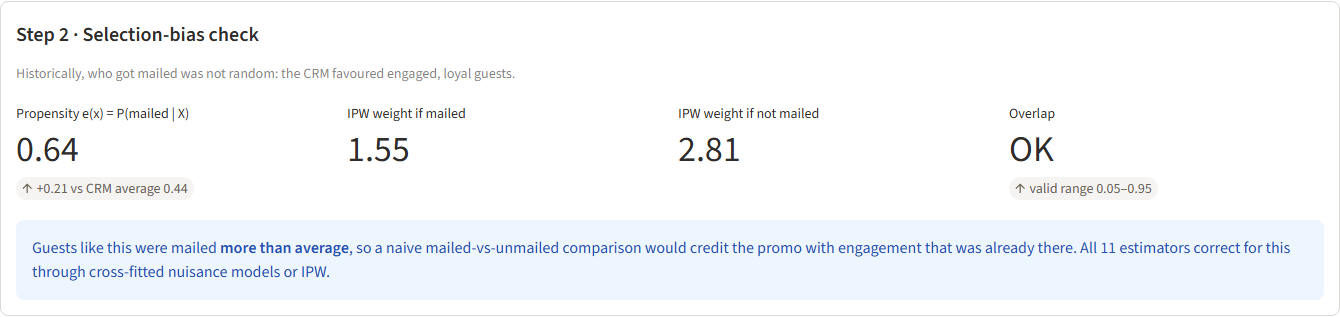 Step 2 · Selection-bias check
Historically, who got mailed was not random: the CRM favoured engaged, loyal guests.
Propensity e(x) = P(mailed | X)
0.64
↑ +0.21 vs CRM average 0.44
IPW weight if mailed
1.55
IPW weight if not mailed
2.81
Overlap
OK
↑ valid range 0.05–0.95
Guests like this were mailed more than average, so a naive mailed-vs-unmailed comparison would credit the promo with engagement that was already there. All 11 estimators correct for this
through cross-fitted nuisance models or IPW.